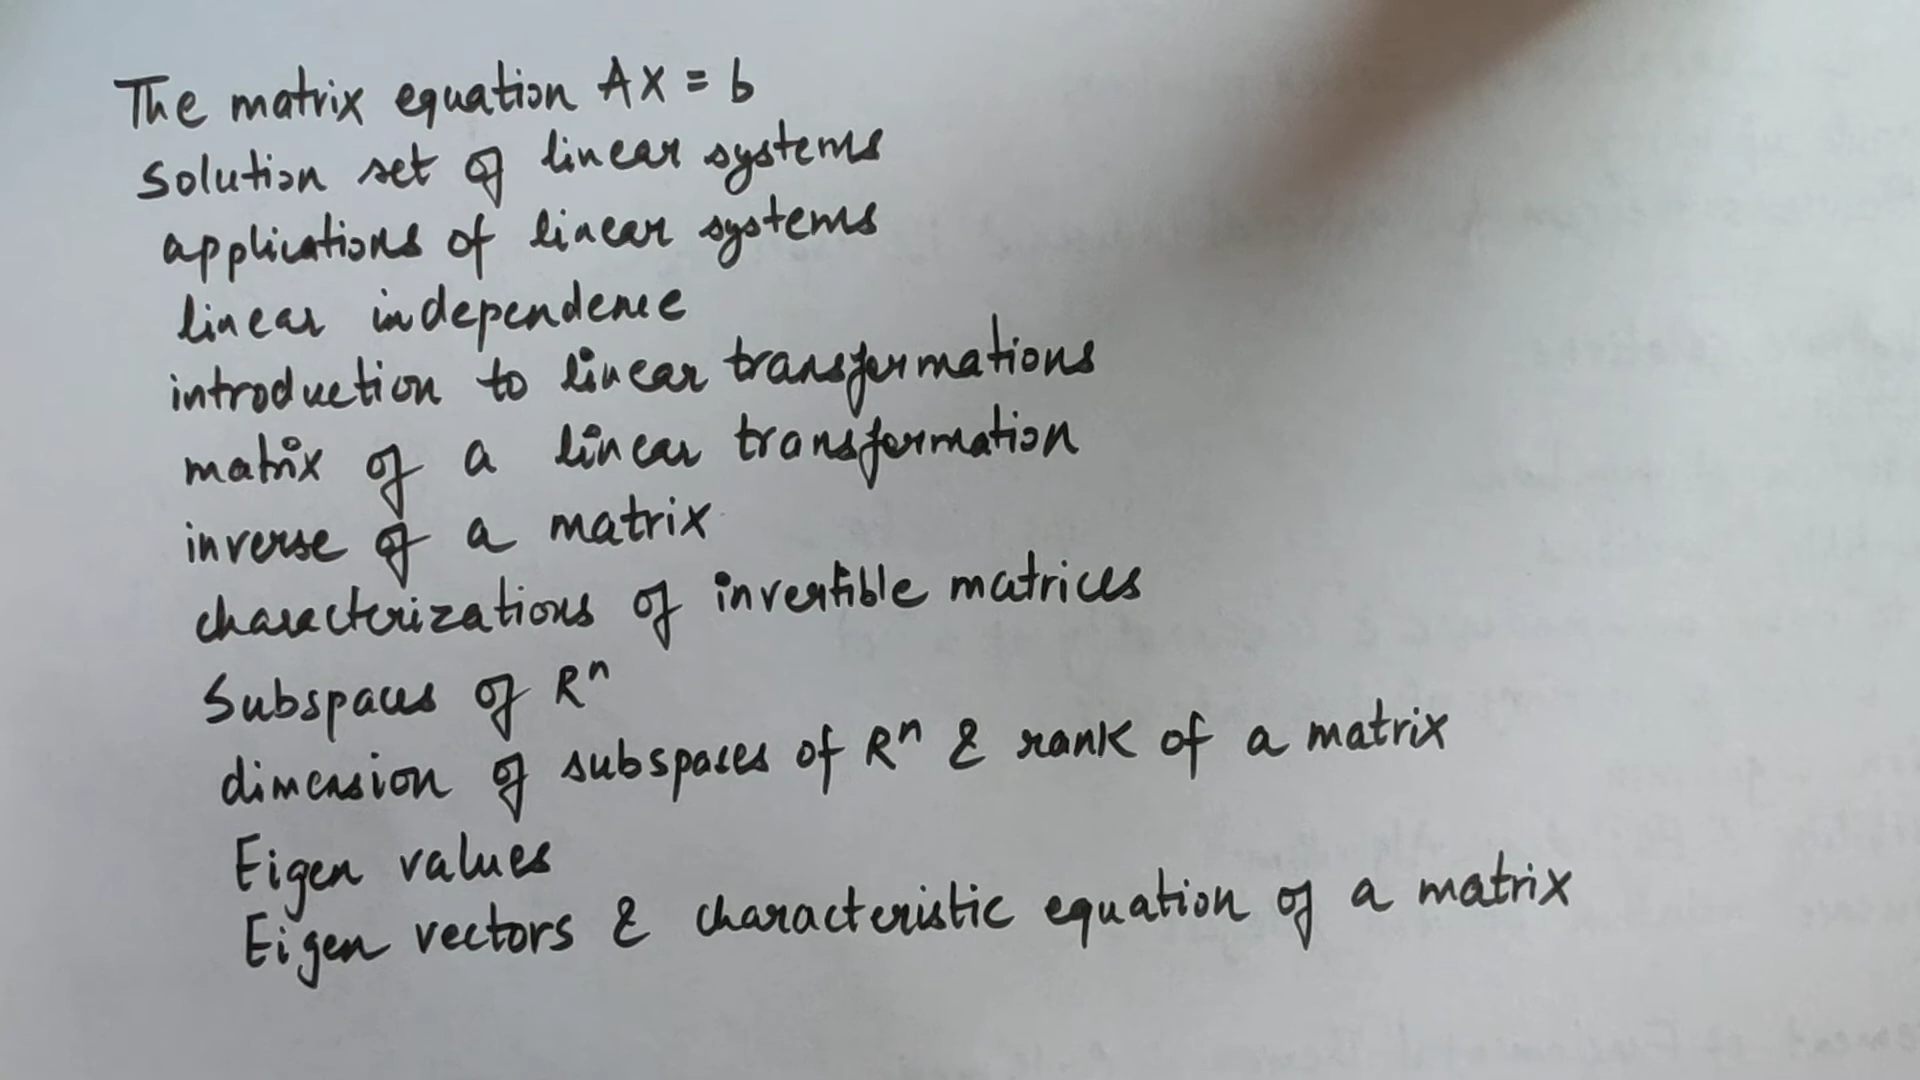 The matrix equation AX = b
Solution set of linear systems
applications of linear systems
linear independence
introduction to linear transformations
matrix of a linear transformation
inverse of a matrix
characterizations of invertible matrices
Subspaces of Rⁿ
dimension of subspaces of Rⁿ & rank of a matrix
Eigen values
Eigen vectors & characteristic equation of a matrix